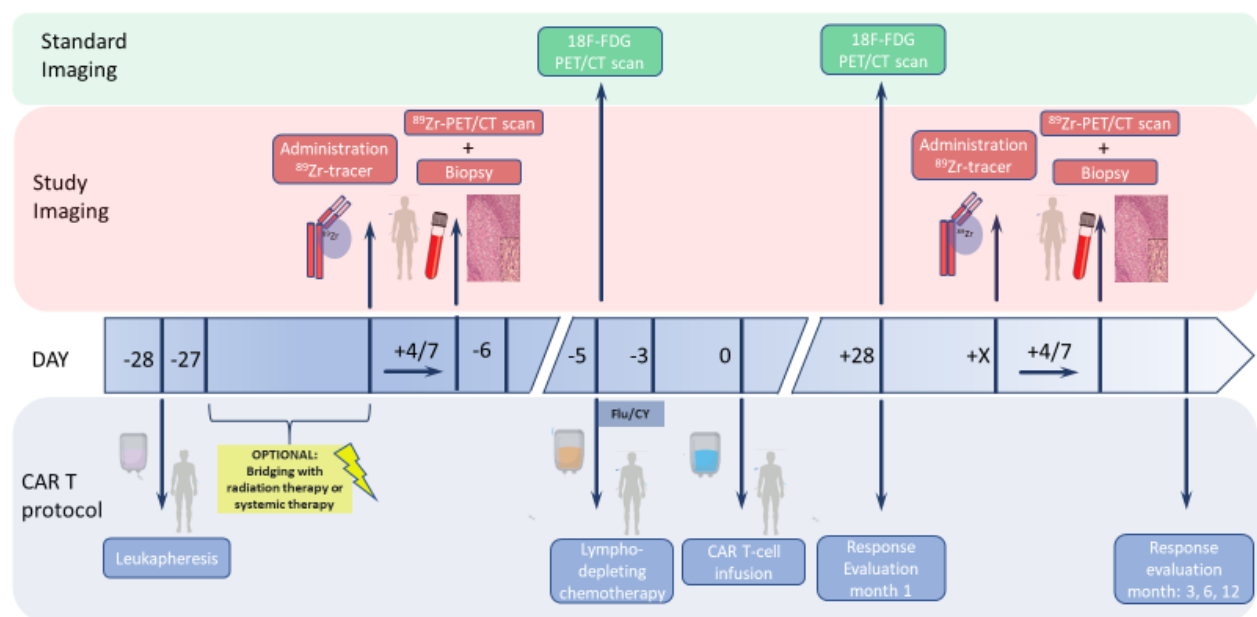 Standard
Imaging
18F-FDG
PET/CT scan
18F-FDG
PET/CT scan
Study
Imaging
Administration
⁸⁹Zr-tracer
⁸⁹Zr-PET/CT scan
+
Biopsy
⁸⁹Zr
Administration
⁸⁹Zr-tracer
⁸⁹Zr-PET/CT scan
+
Biopsy
⁸⁹Zr
DAY
-28
-27
+4/7
-6
-5
-3
0
+28
+X
+4/7
CAR T
protocol
Leukapheresis
OPTIONAL:
Bridging with
radiation therapy or
systemic therapy
Flu/CY
Lympho-
depleting
chemotherapy
CAR T-cell
infusion
Response
Evaluation
month 1
Response
evaluation
month: 3, 6, 12